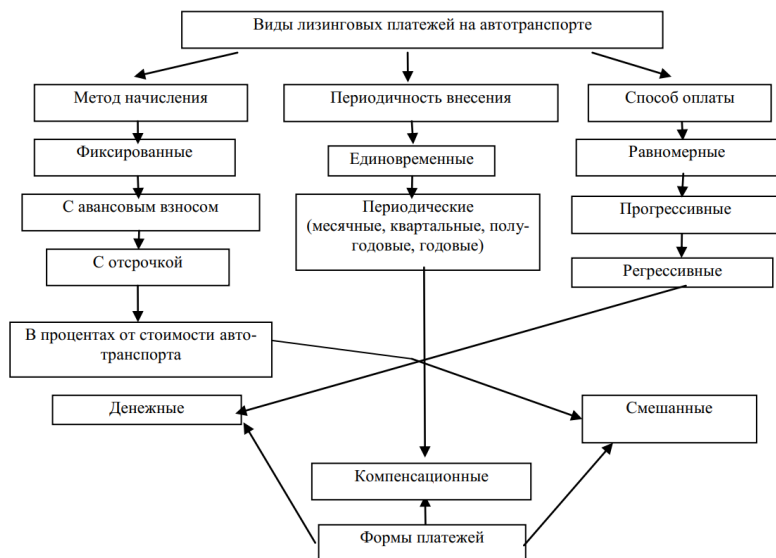 Виды лизинговых платежей на автотранспорте
Метод начисления
Периодичность внесения
Способ оплаты
Фиксированные
Единовременные
Равномерные
С авансовым взносом
Периодические
(месячные, квартальные, полу-
годовые, годовые)
Прогрессивные
С отсрочкой
Регрессивные
В процентах от стоимости авто-
транспорта
Денежные
Смешанные
Компенсационные
Формы платежей